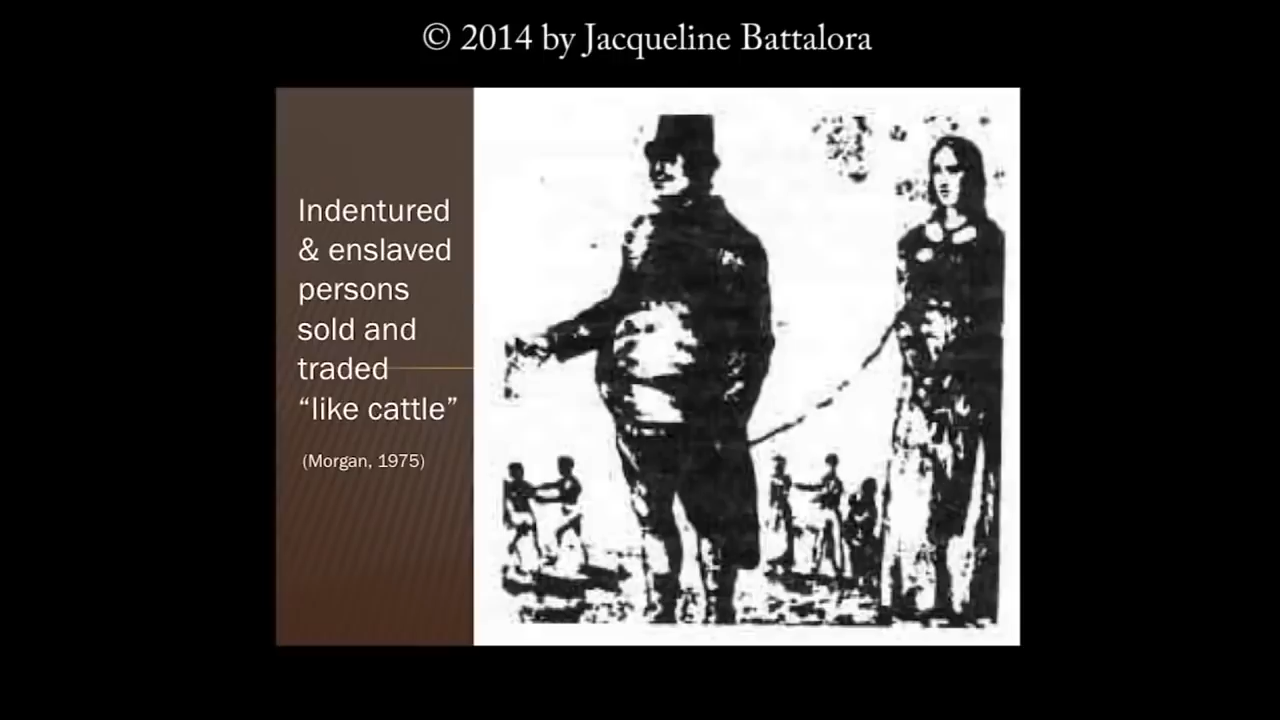 © 2014 by Jacqueline Battalora
Indentured
& enslaved
persons
sold and
traded
“like cattle”
(Morgan, 1975)